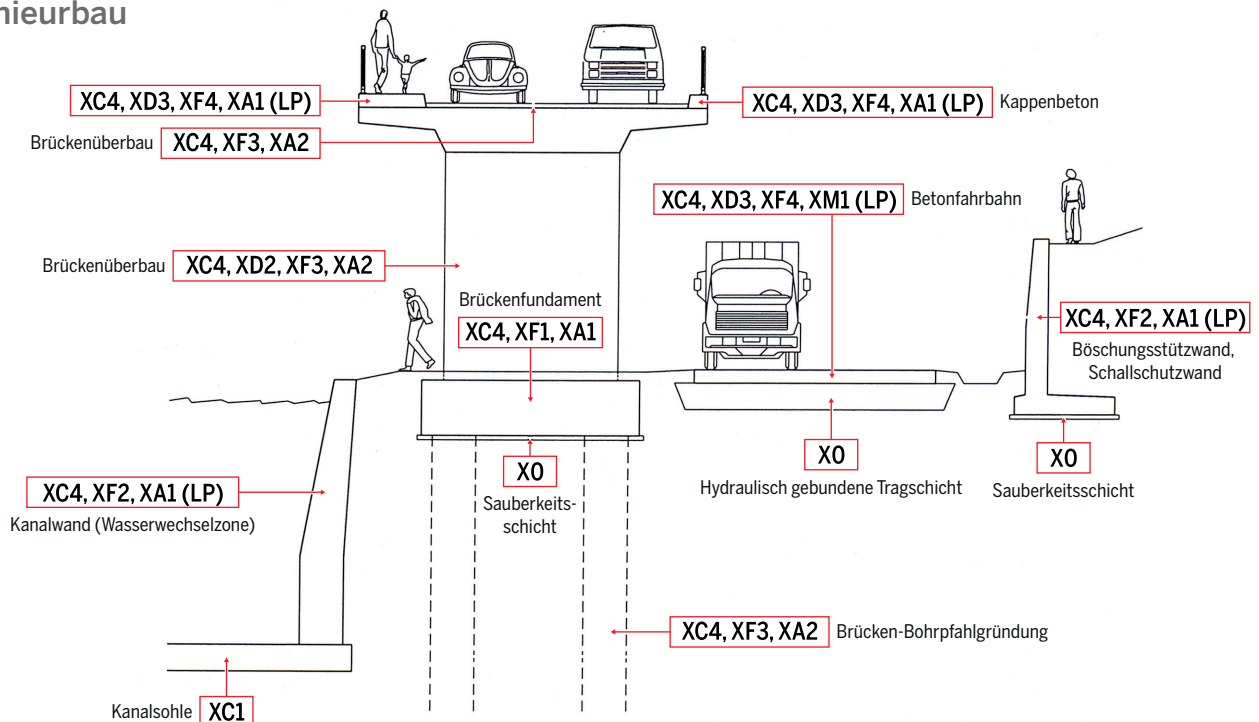 nieurbau
XC4, XD3, XF4, XA1 (LP)
XC4, XD3, XF4, XA1 (LP) Kappenbeton
Brückenüberbau XC4, XF3, XA2
XC4, XD3, XF4, XM1 (LP) Betonfahrbahn
Brückenüberbau XC4, XD2, XF3, XA2
Brückenfundament
XC4, XF1, XA1
XC4, XF2, XA1 (LP)
Böschungsstützwand,
Schallschutzwand
X0
Sauberkeits-
schicht
X0
Hydraulisch gebundene Tragschicht
X0
Sauberkeitsschicht
XC4, XF2, XA1 (LP)
Kanalwand (Wasserwechselzone)
XC4, XF3, XA2 Brücken-Bohrpfahlgründung
Kanalsohle XC1